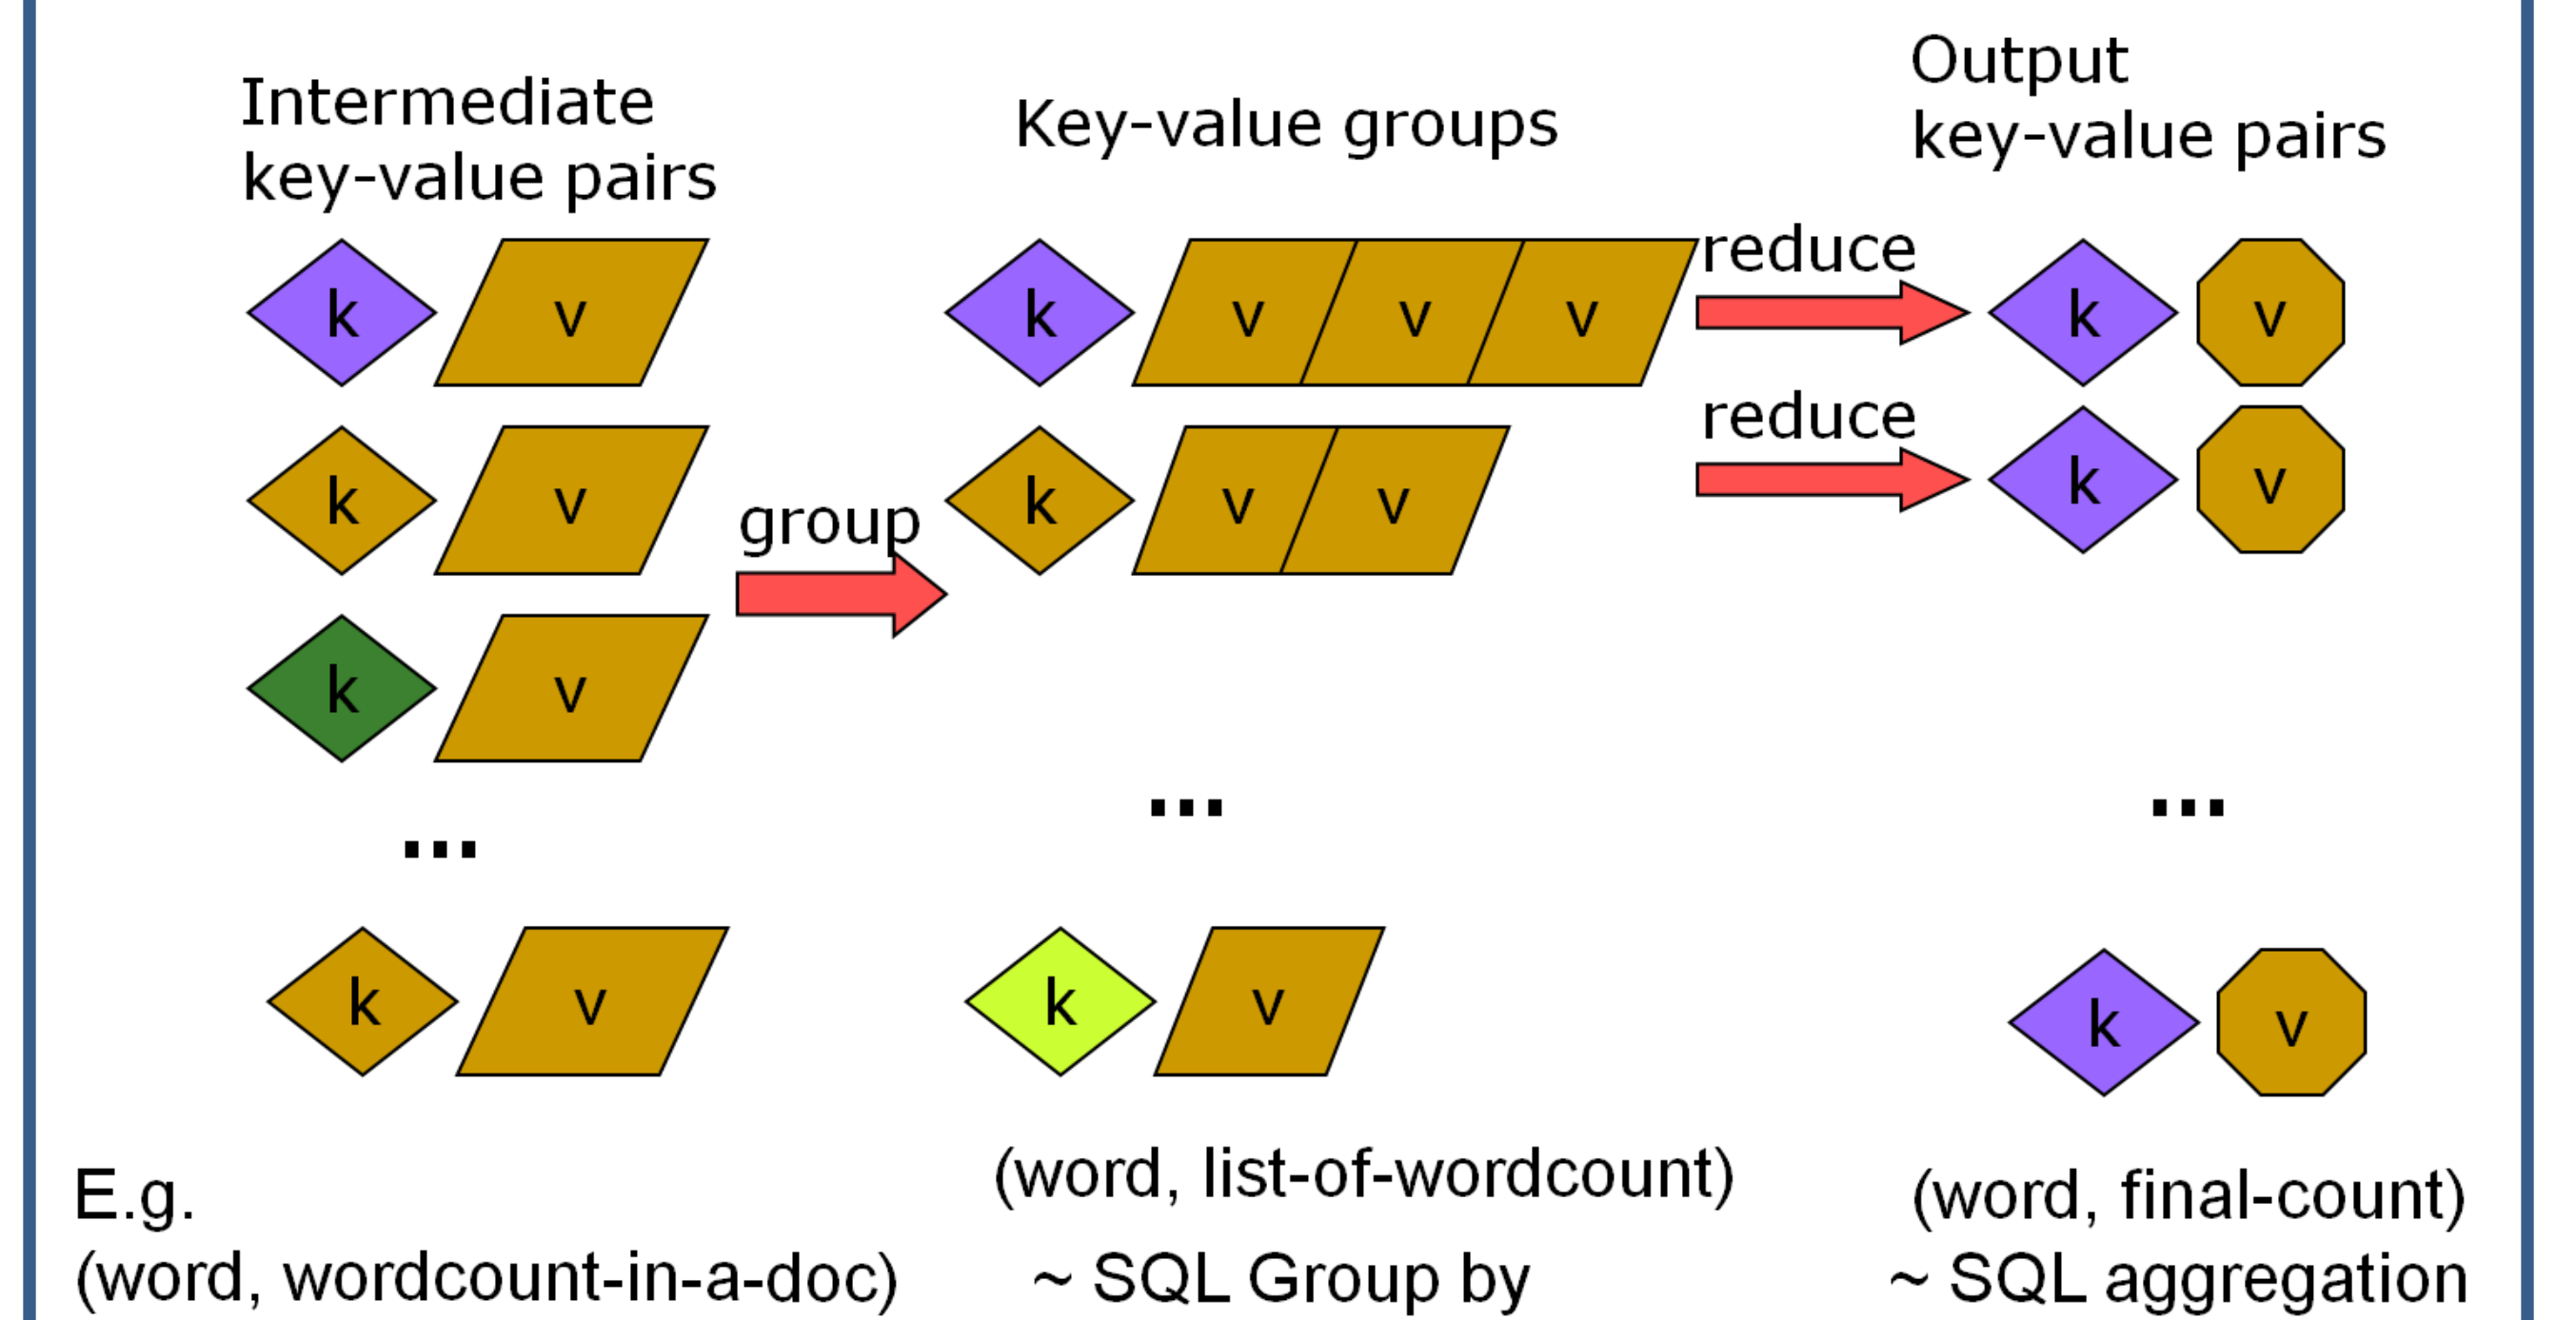 Intermediate
key-value pairs
Key-value groups
Output
key-value pairs
k v
k v v v
reduce
k v
k v
group
k v v
reduce
k v
k v
...
...
...
k v
k v
k v
E.g.
(word, wordcount-in-a-doc)
(word, list-of-wordcount)
~ SQL Group by
(word, final-count)
~ SQL aggregation